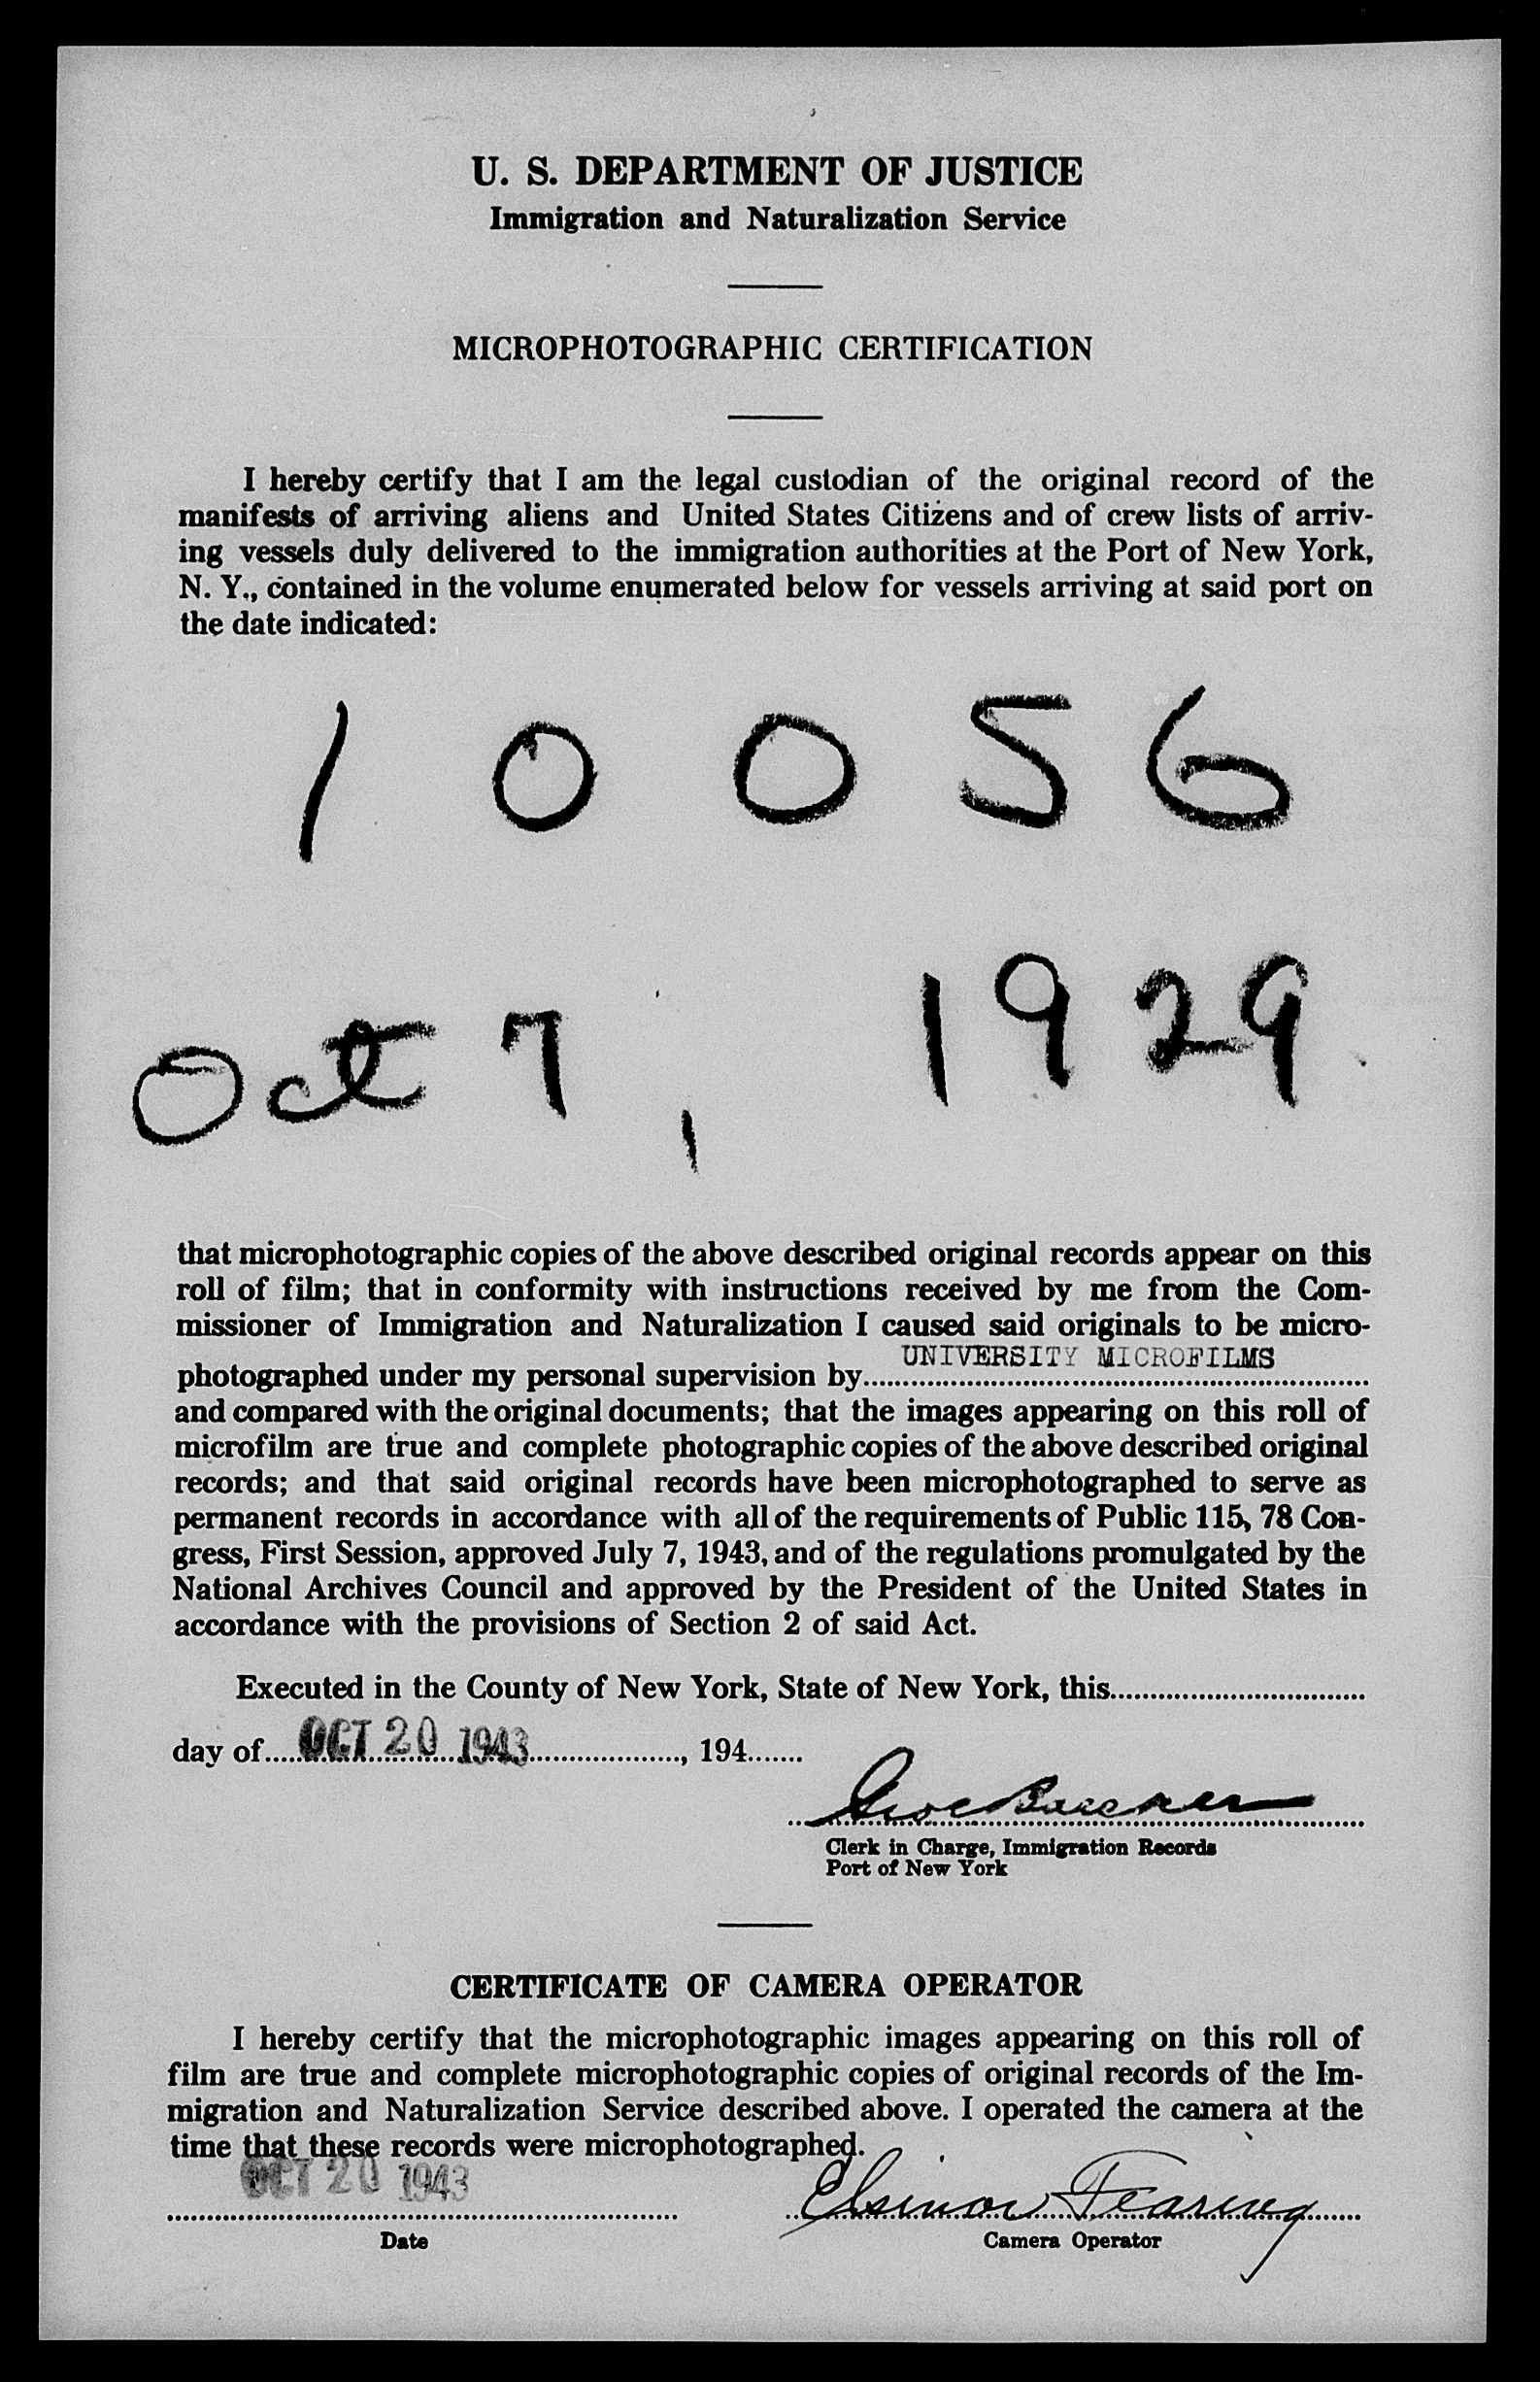 U. S. DEPARTMENT OF JUSTICE
Immigration and Naturalization Service
MICROPHOTOGRAPHIC CERTIFICATION
I hereby certify that I am the legal custodian of the original record of the
manifests of arriving aliens and United States Citizens and of crew lists of arriv-
ing vessels duly delivered to the immigration authorities at the Port of New York,
N. Y., contained in the volume enumerated below for vessels arriving at said port on
the date indicated:
1 0 0 5 6
Oct 7, 1929
that microphotographic copies of the above described original records appear on this
roll of film; that in conformity with instructions received by me from the Com-
missioner of Immigration and Naturalization I caused said originals to be micro-
photographed under my personal supervision by UNIVERSITY MICROFILMS
and compared with the original documents; that the images appearing on this roll of
microfilm are true and complete photographic copies of the above described original
records; and that said original records have been microphotographed to serve as
permanent records in accordance with all of the requirements of Public 115, 78 Con-
gress, First Session, approved July 7, 1943, and of the regulations promulgated by the
National Archives Council and approved by the President of the United States in
accordance with the provisions of Section 2 of said Act.
Executed in the County of New York, State of New York, this
day of OCT 20 1943, 194
Clerk in Charge, Immigration Records
Port of New York
CERTIFICATE OF CAMERA OPERATOR
I hereby certify that the microphotographic images appearing on this roll of
film are true and complete microphotographic copies of original records of the Im-
migration and Naturalization Service described above. I operated the camera at the
time that these records were microphotographed.
OCT 20 1943 Elsinor Fearing
Date Camera Operator